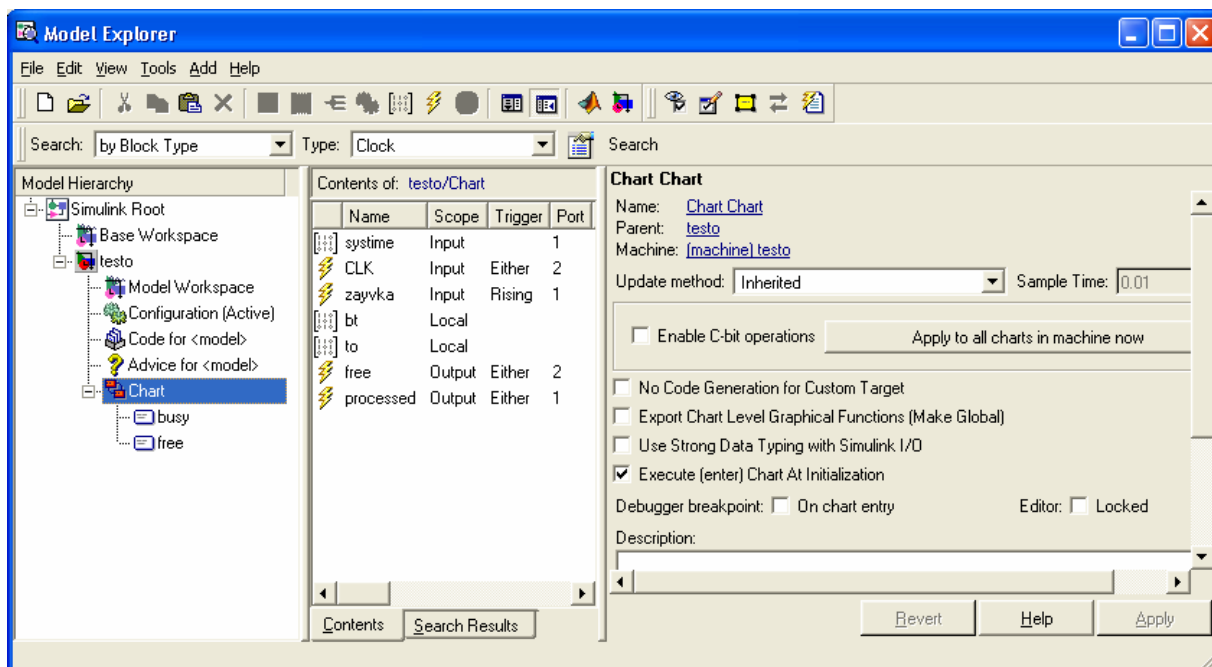 Model Explorer
File Edit View Tools Add Help
Search: by Block Type Type: Clock Search
Model Hierarchy
Simulink Root
Base Workspace
testo
Model Workspace
Configuration (Active)
Code for <model>
Advice for <model>
Chart
busy
free
Contents of: testo/Chart
Name Scope Trigger Port
systime Input 1
CLK Input Either 2
zayvka Input Rising 1
bt Local
to Local
free Output Either 2
processed Output Either 1
Contents Search Results
Chart Chart
Name: Chart Chart
Parent: testo
Machine: (machine) testo
Update method: Inherited Sample Time: 0.01
Enable C-bit operations Apply to all charts in machine now
No Code Generation for Custom Target
Export Chart Level Graphical Functions (Make Global)
Use Strong Data Typing with Simulink I/O
Execute (enter) Chart At Initialization
Debugger breakpoint: On chart entry Editor: Locked
Description:
Revert Help Apply